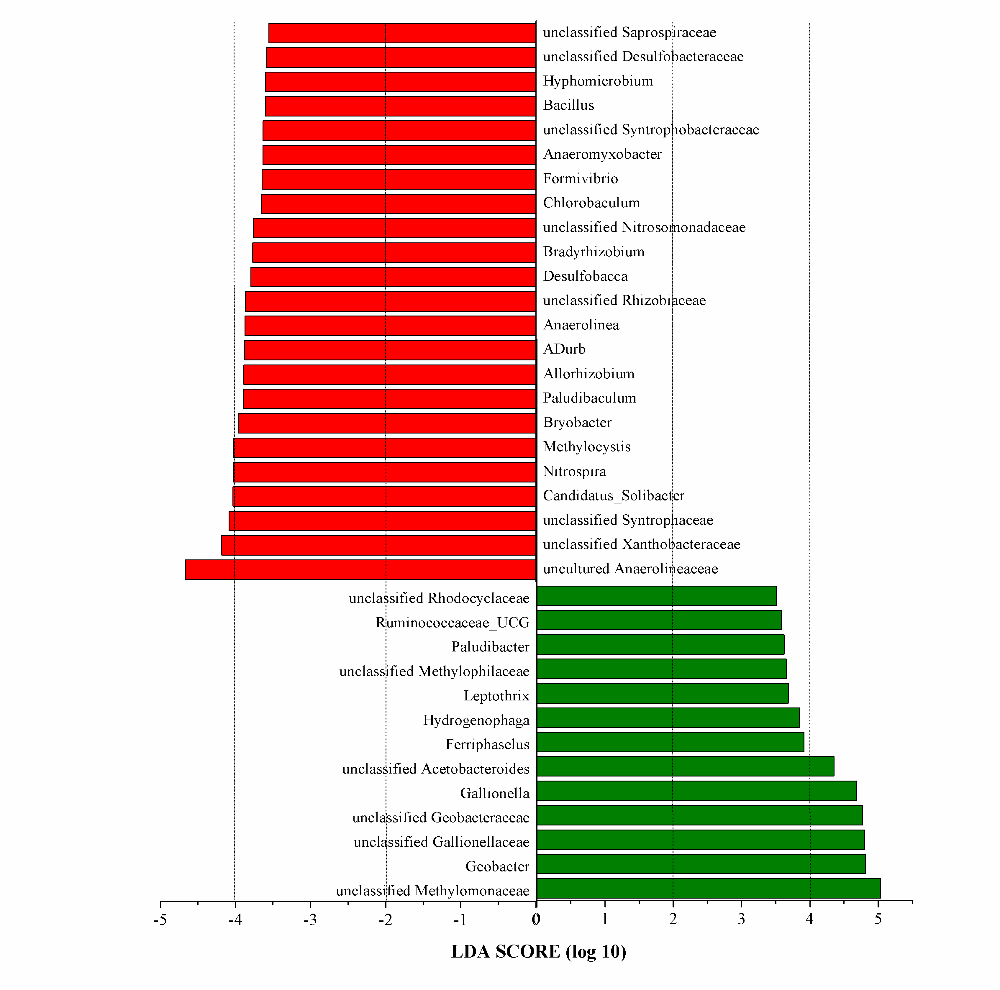 unclassified Saprospiraceae
unclassified Desulfobacteraceae
Hyphomicrobium
Bacillus
unclassified Syntrophobacteraceae
Anaeromyxobacter
Formivibrio
Chlorobaculum
unclassified Nitrosomonadaceae
Bradyrhizobium
Desulfobacca
unclassified Rhizobiaceae
Anaerolinea
ADurb
Allorhizobium
Paludibaculum
Bryobacter
Methylocystis
Nitrospira
Candidatus_Solibacter
unclassified Syntrophaceae
unclassified Xanthobacteraceae
uncultured Anaerolineaceae
unclassified Rhodocyclaceae
Ruminococcaceae_UCG
Paludibacter
unclassified Methylophilaceae
Leptothrix
Hydrogenophaga
Ferriphaselus
unclassified Acetobacteroides
Gallionella
unclassified Geobacteraceae
unclassified Gallionellaceae
Geobacter
unclassified Methylomonaceae
-5 -4 -3 -2 -1 0 1 2 3 4 5
LDA SCORE (log 10)